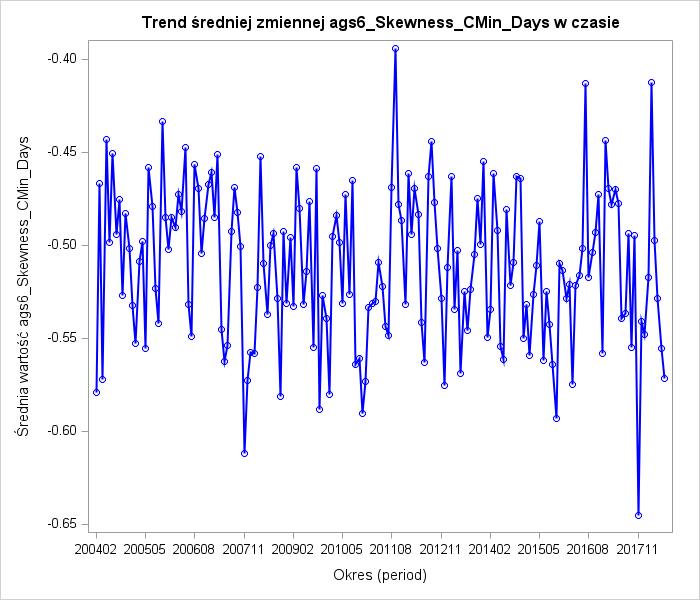 Trend średniej zmiennej ags6_Skewness_CMin_Days w czasie
Średnia wartość ags6_Skewness_CMin_Days
-0.40
-0.45
-0.50
-0.55
-0.60
-0.65
200402 200505 200608 200711 200902 201005 201108 201211 201402 201505 201608 201711
Okres (period)